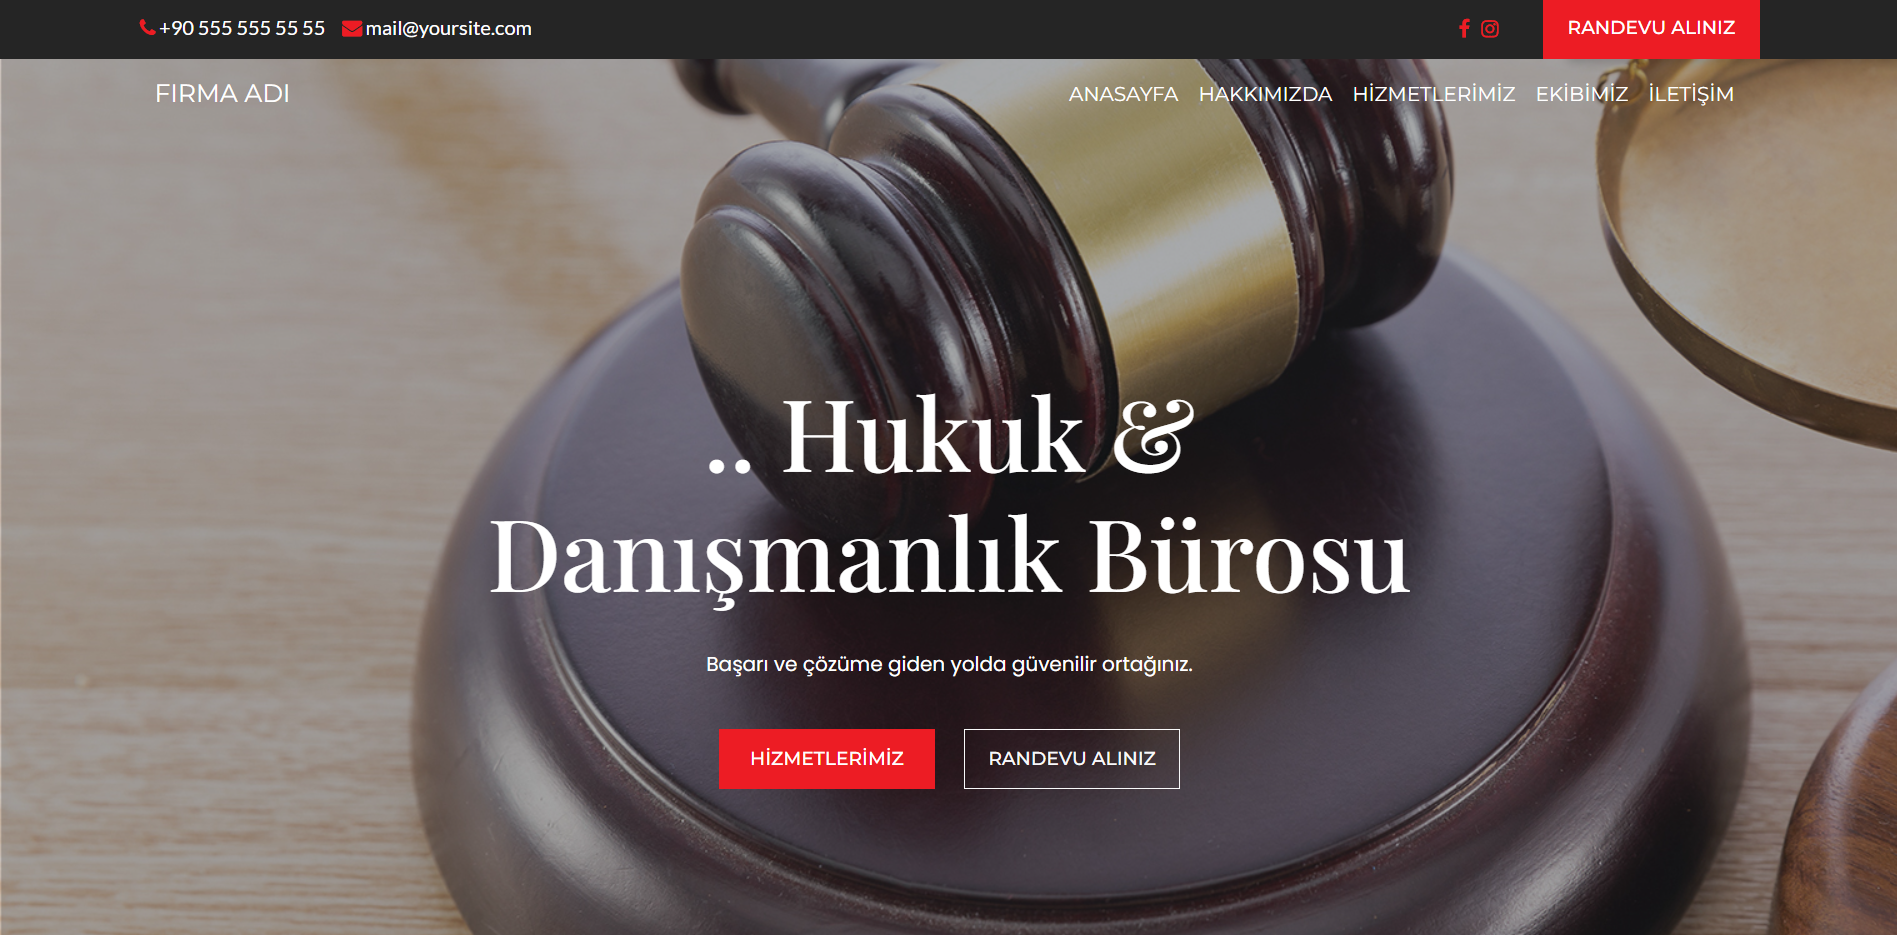 +90 555 555 55 55 mail@yoursite.com RANDEVU ALINIZ
FIRMA ADI ANASAYFA HAKKIMIZDA HİZMETLERİMİZ EKİBİMİZ İLETİŞİM
.. Hukuk &
Danışmanlık Bürosu
Başarı ve çözüme giden yolda güvenilir ortağınız.
HİZMETLERİMİZ RANDEVU ALINIZ